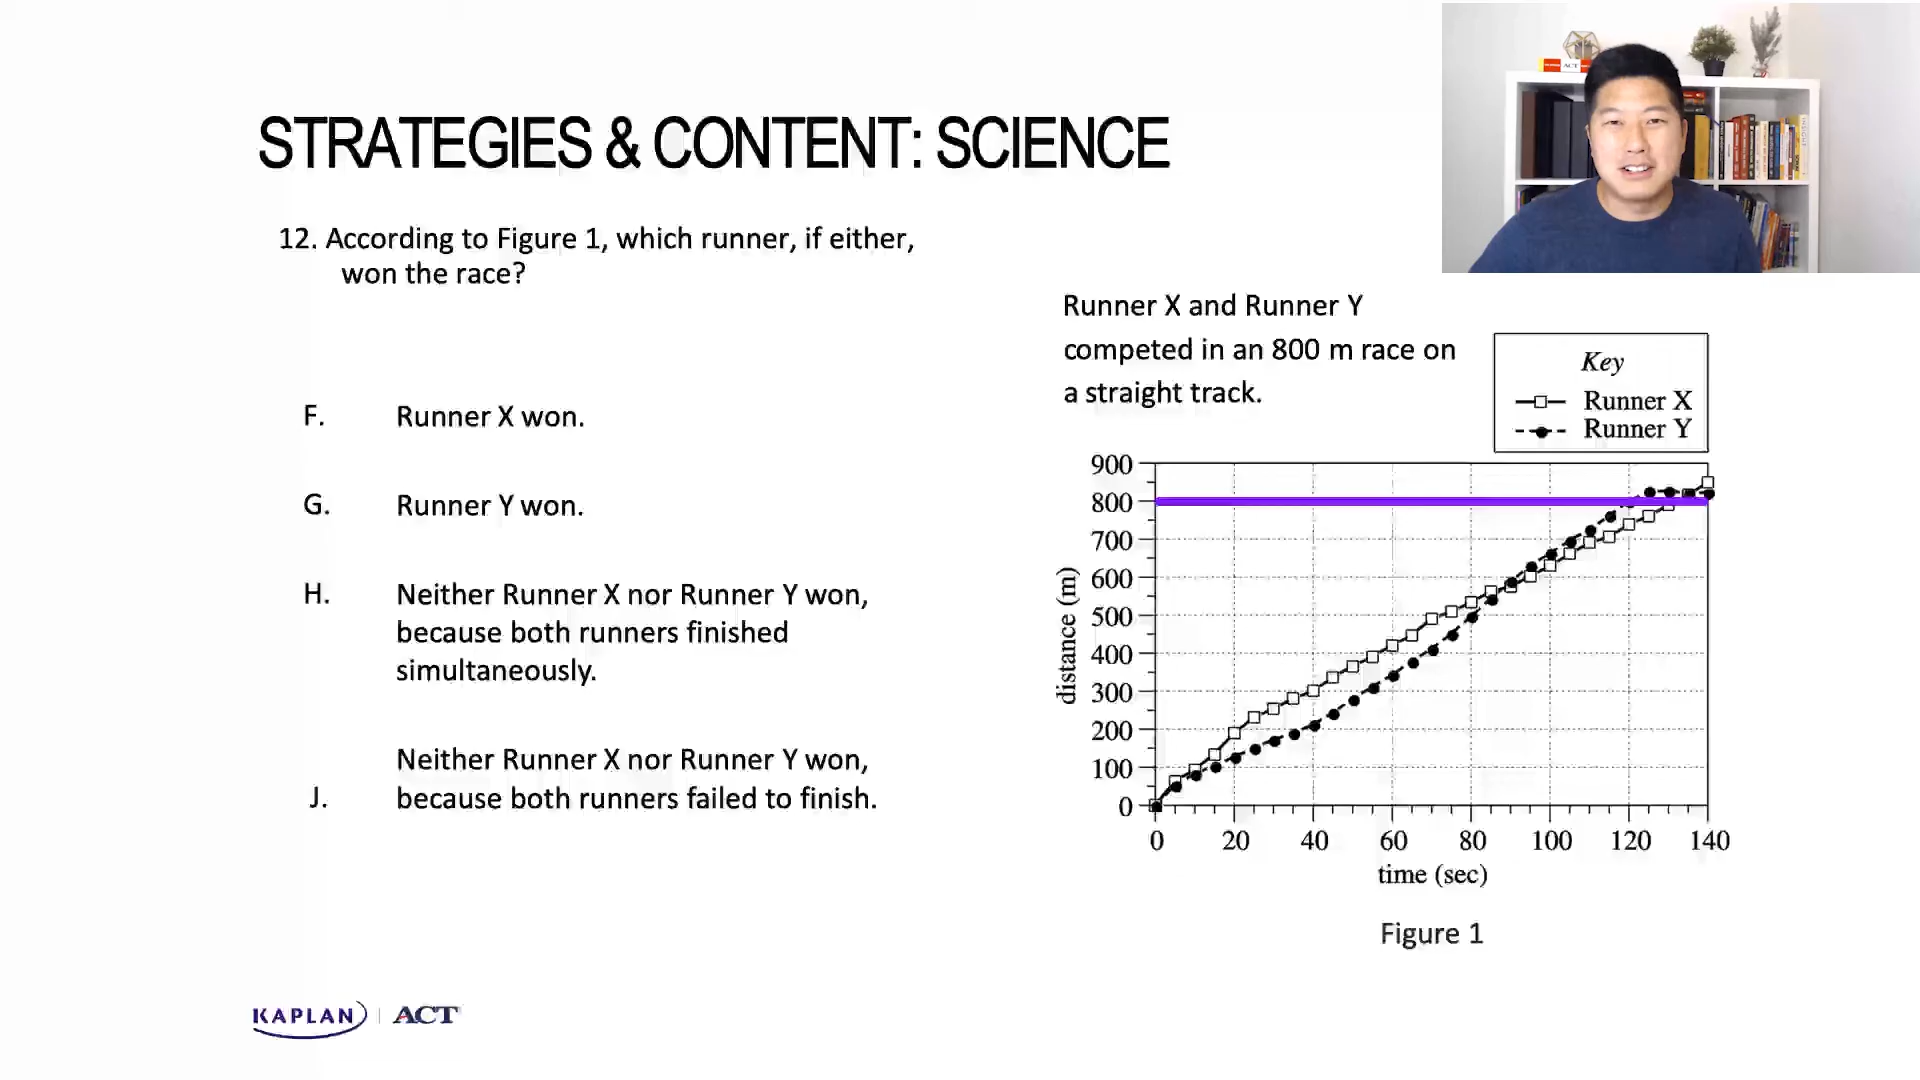 STRATEGIES & CONTENT: SCIENCE
12. According to Figure 1, which runner, if either,
won the race?
F. Runner X won.
G. Runner Y won.
H. Neither Runner X nor Runner Y won,
because both runners finished
simultaneously.
Neither Runner X nor Runner Y won,
J. because both runners failed to finish.
Runner X and Runner Y
competed in an 800 m race on
a straight track.
Key
Runner X
Runner Y
900
800
700
600
500
400
300
200
100
0
distance (m)
0 20 40 60 80 100 120 140
time (sec)
Figure 1
KAPLAN | ACT
ACT